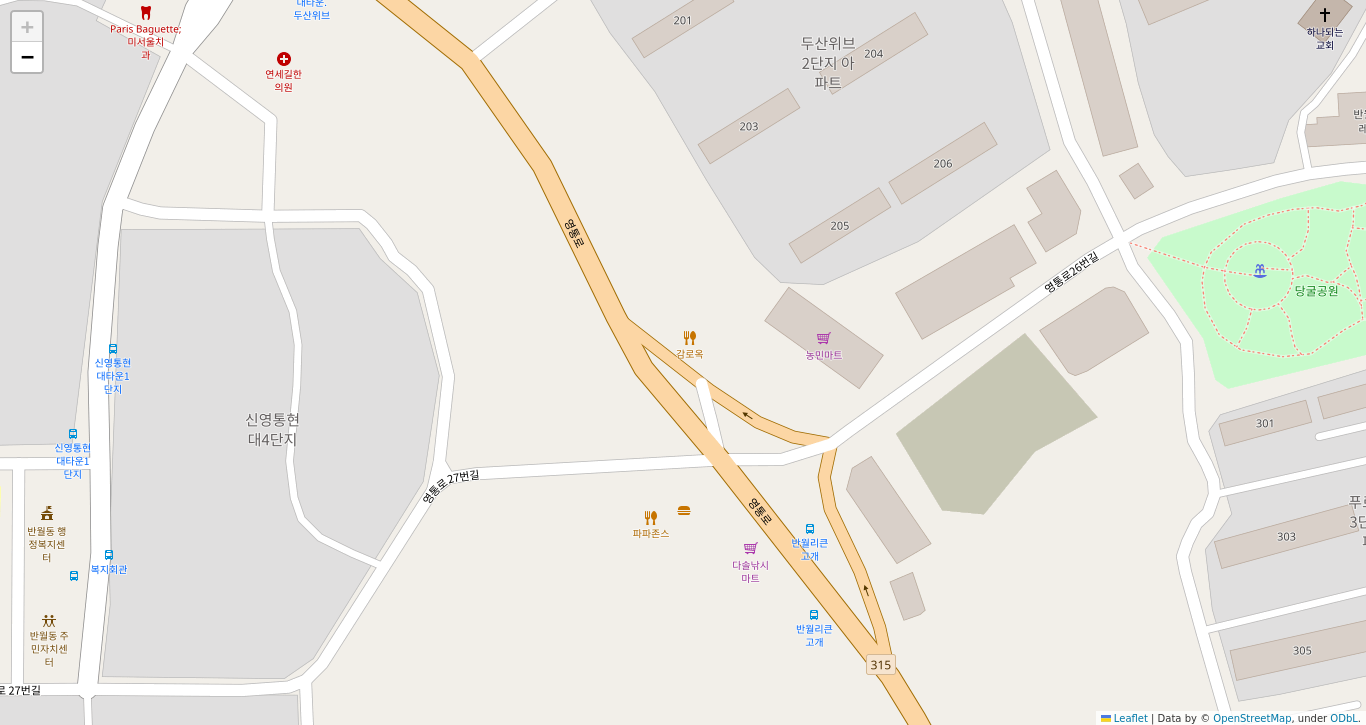 대타운.
두산위브
201
Paris Baguette;
미서울치
과
연세길한
의원
두산위브
2단지 아
파트
204
하나되는
교회
203
206
205
영통로
영통로26번길
당굴공원
감로옥
농민마트
신영통현
대타운1
단지
신영통현
대4단지
신영통현
대타운1
단지
301
영통로 27번길
영통로
파파존스
반월동 행
정복지센
터
복지회관
다솔낚시
마트
반월리큰
고개
303
반월동 주
민자치센
터
반월리큰
고개
305
315
로 27번길
+
−
Leaflet | Data by © OpenStreetMap, under ODbL.